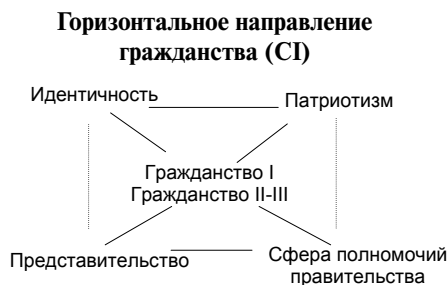 Горизонтальное направление
гражданства (CI)
Идентичность Патриотизм
Гражданство I
Гражданство II-III
Представительство Сфера полномочий
правительства